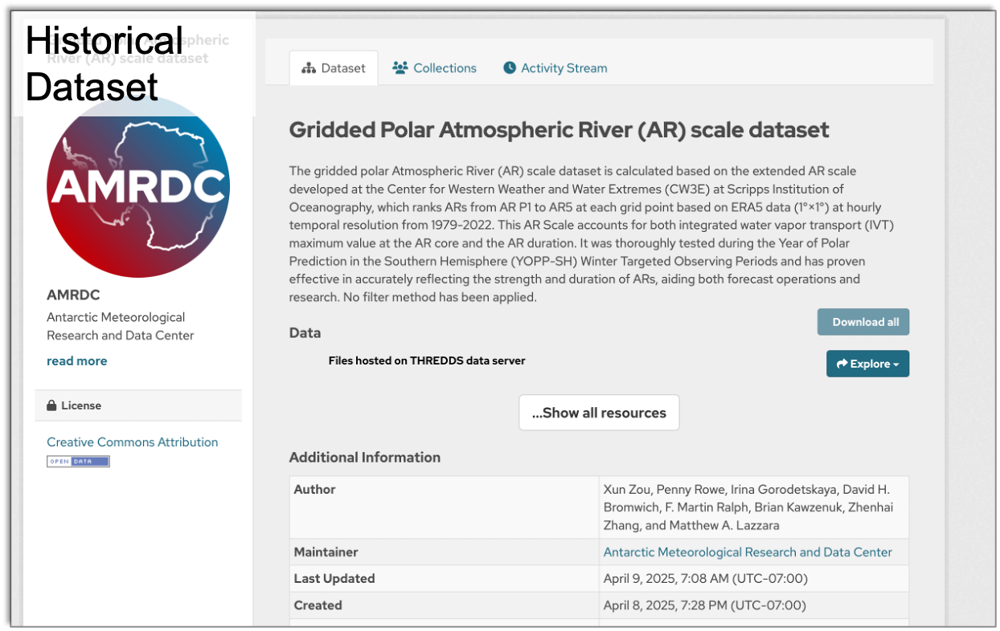 Historical
Dataset
Gridded Polar Atmospheric
River (AR) scale dataset
AMRDC
AMRDC
Antarctic Meteorological
Research and Data Center
read more
License
Creative Commons Attribution
OPEN DATA
Dataset
Collections
Activity Stream
Gridded Polar Atmospheric River (AR) scale dataset
The gridded polar Atmospheric River (AR) scale dataset is calculated based on the extended AR scale
developed at the Center for Western Weather and Water Extremes (CW3E) at Scripps Institution of
Oceanography, which ranks ARs from AR P1 to AR5 at each grid point based on ERA5 data (1°×1°) at hourly
temporal resolution from 1979-2022. This AR Scale accounts for both integrated water vapor transport (IVT)
maximum value at the AR core and the AR duration. It was thoroughly tested during the Year of Polar
Prediction in the Southern Hemisphere (YOPP-SH) Winter Targeted Observing Periods and has proven
effective in accurately reflecting the strength and duration of ARs, aiding both forecast operations and
research. No filter method has been applied.
Download all
Data
Files hosted on THREDDS data server
Explore
...Show all resources
Additional Information
Author
Xun Zou, Penny Rowe, Irina Gorodetskaya, David H.
Bromwich, F. Martin Ralph, Brian Kawzenuk, Zhenhai
Zhang, and Matthew A. Lazzara
Maintainer
Antarctic Meteorological Research and Data Center
Last Updated
April 9, 2025, 7:08 AM (UTC-07:00)
Created
April 8, 2025, 7:28 PM (UTC-07:00)